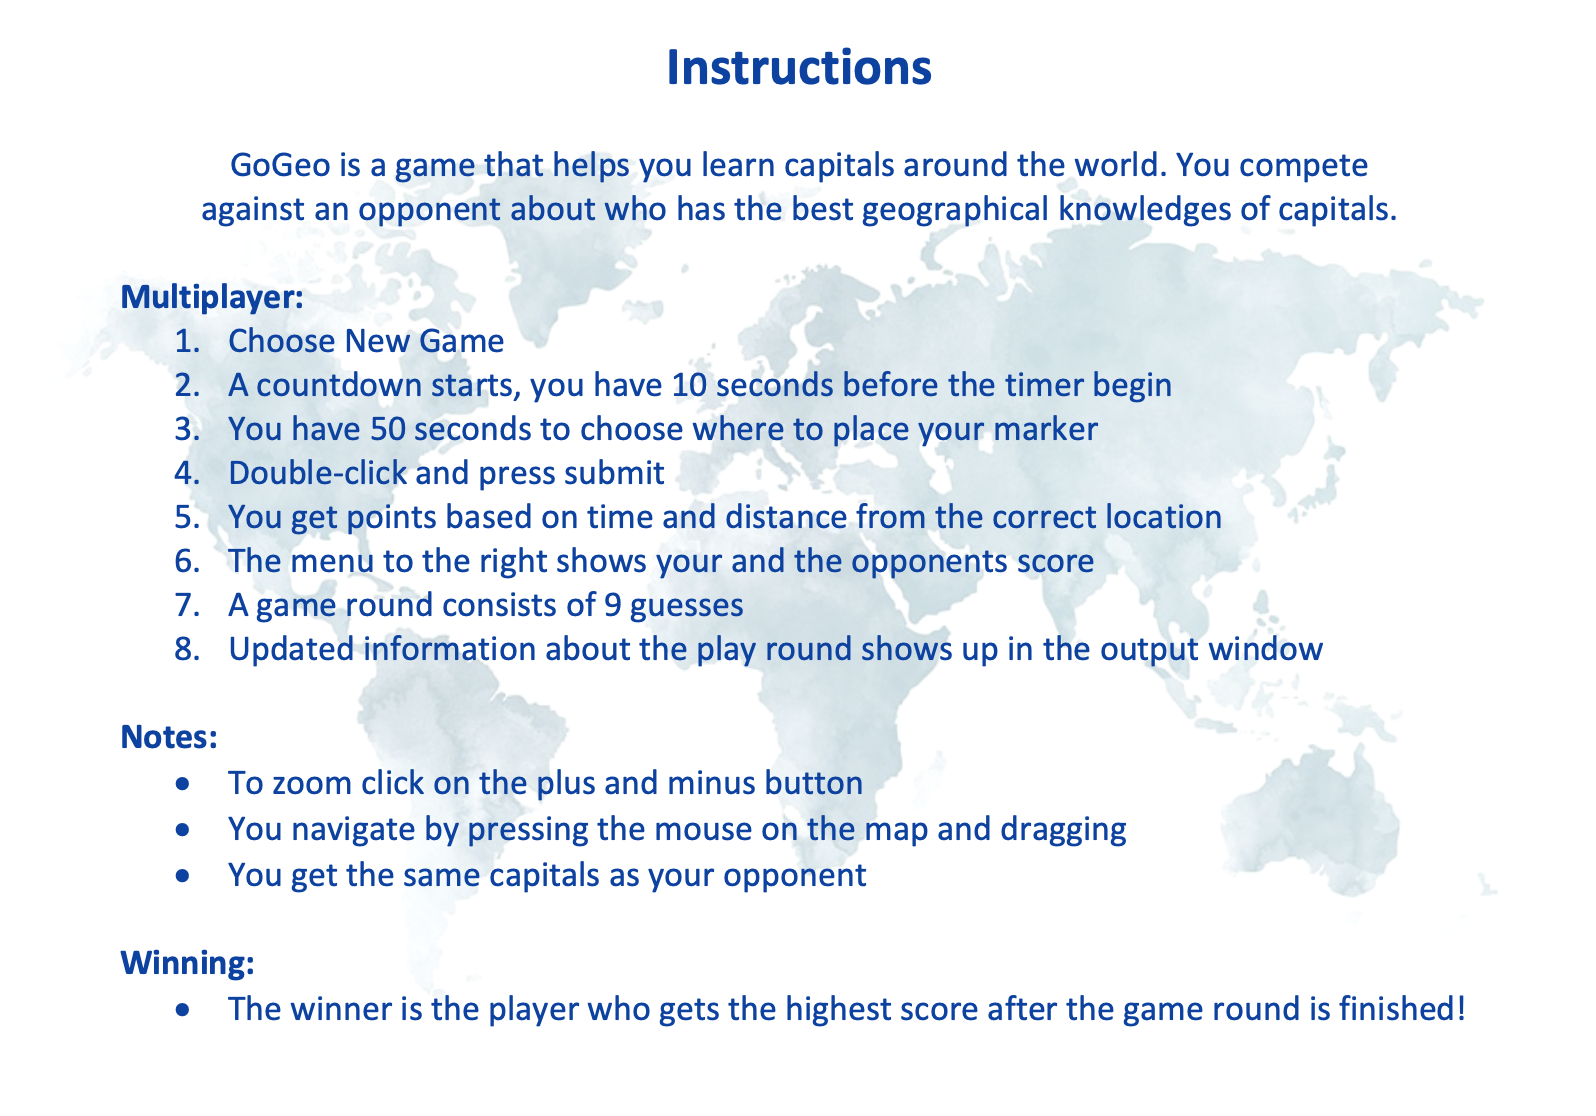 Instructions
GoGeo is a game that helps you learn capitals around the world. You compete
against an opponent about who has the best geographical knowledges of capitals.
Multiplayer:
1. Choose New Game
2. A countdown starts, you have 10 seconds before the timer begin
3. You have 50 seconds to choose where to place your marker
4. Double-click and press submit
5. You get points based on time and distance from the correct location
6. The menu to the right shows your and the opponents score
7. A game round consists of 9 guesses
8. Updated information about the play round shows up in the output window
Notes:
• To zoom click on the plus and minus button
• You navigate by pressing the mouse on the map and dragging
• You get the same capitals as your opponent
Winning:
• The winner is the player who gets the highest score after the game round is finished!